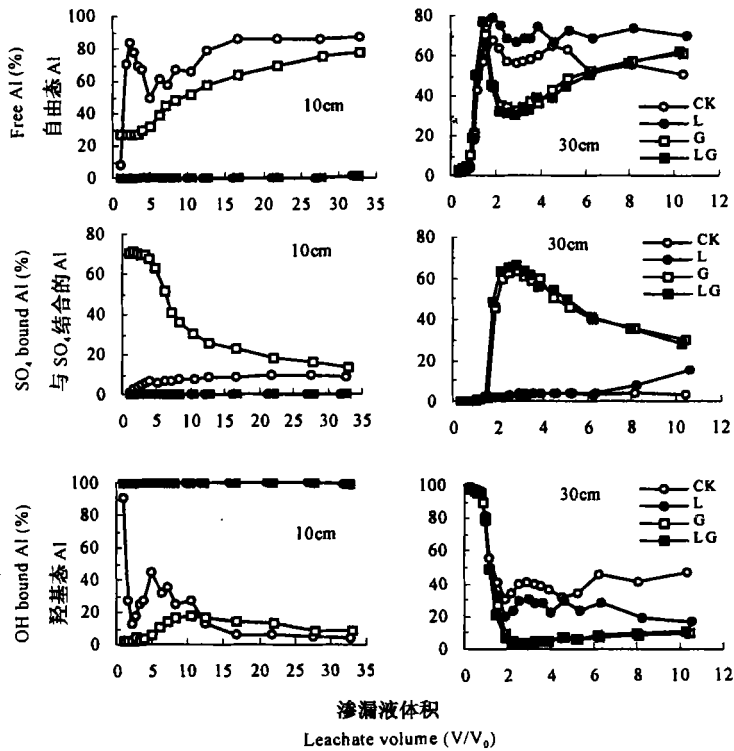 Free Al (%)
自由态 Al
100
80
60
40
20
0
10cm
0 5 10 15 20 25 30 35
100
80
60
40
20
0
30cm
CK
L
G
LG
0 2 4 6 8 10 12
SO₄ bound Al (%)
与SO₄结合的Al
80
60
40
20
0
10cm
0 5 10 15 20 25 30 35
80
60
40
20
0
30cm
CK
L
G
LG
0 2 4 6 8 10 12
OH bound Al (%)
羟基态 Al
100
80
60
40
20
0
10cm
0 5 10 15 20 25 30 35
100
80
60
40
20
0
30cm
CK
L
G
LG
0 2 4 6 8 10 12
渗漏液体积
Leachate volume (V/V₀)